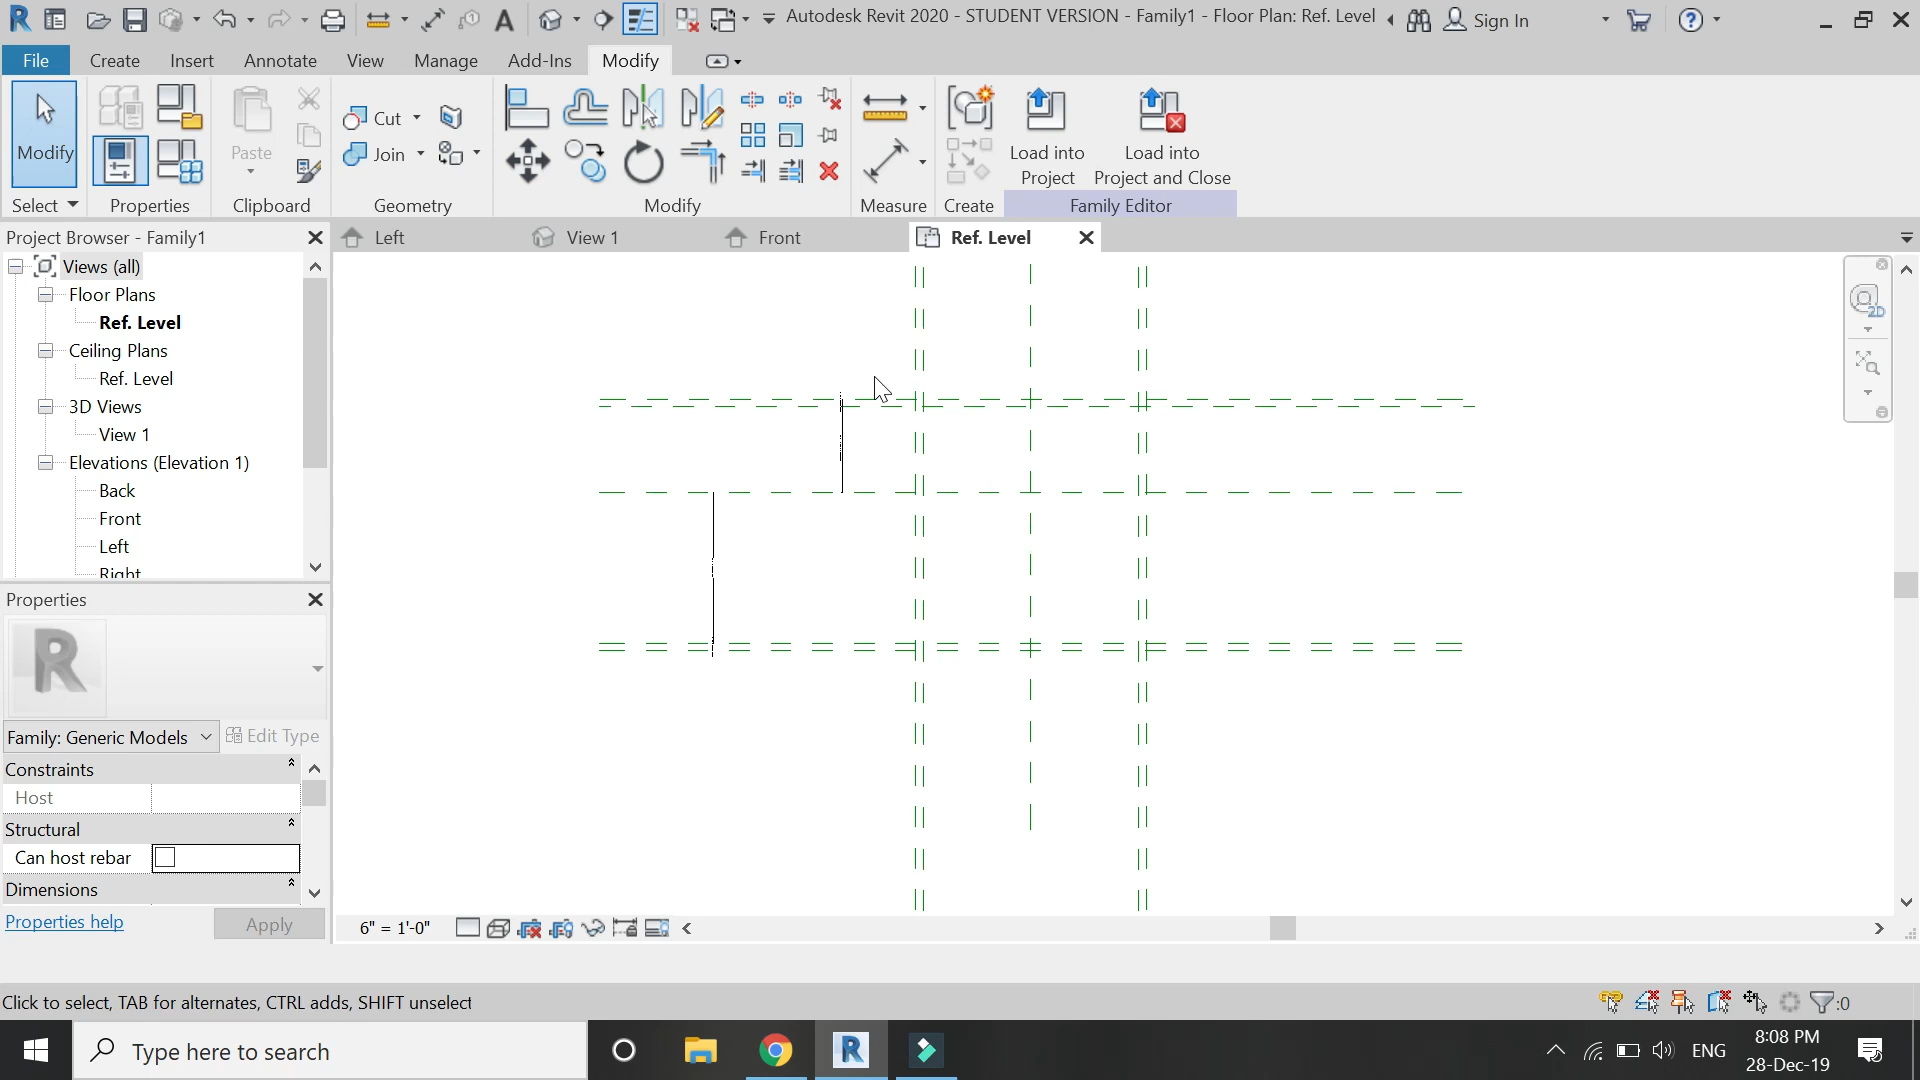 Autodesk Revit 2020 - STUDENT VERSION - Family1 - Floor Plan: Ref. Level
Sign In
File Create Insert Annotate View Manage Add-Ins Modify
Modify
Paste
Cut
Join
Load into Project
Load into Project and Close
Select Properties Clipboard Geometry Modify Measure Create Family Editor
Project Browser - Family1
Left View 1 Front Ref. Level
Views (all)
Floor Plans
Ref. Level
Ceiling Plans
Ref. Level
3D Views
View 1
Elevations (Elevation 1)
Back
Front
Left
Right
2D
Properties
Family: Generic Models Edit Type
Constraints
Host
Structural
Can host rebar
Dimensions
Properties help Apply
6" = 1'-0"
Click to select, TAB for alternates, CTRL adds, SHIFT unselect
:0
Type here to search
ENG
8:08 PM
28-Dec-19